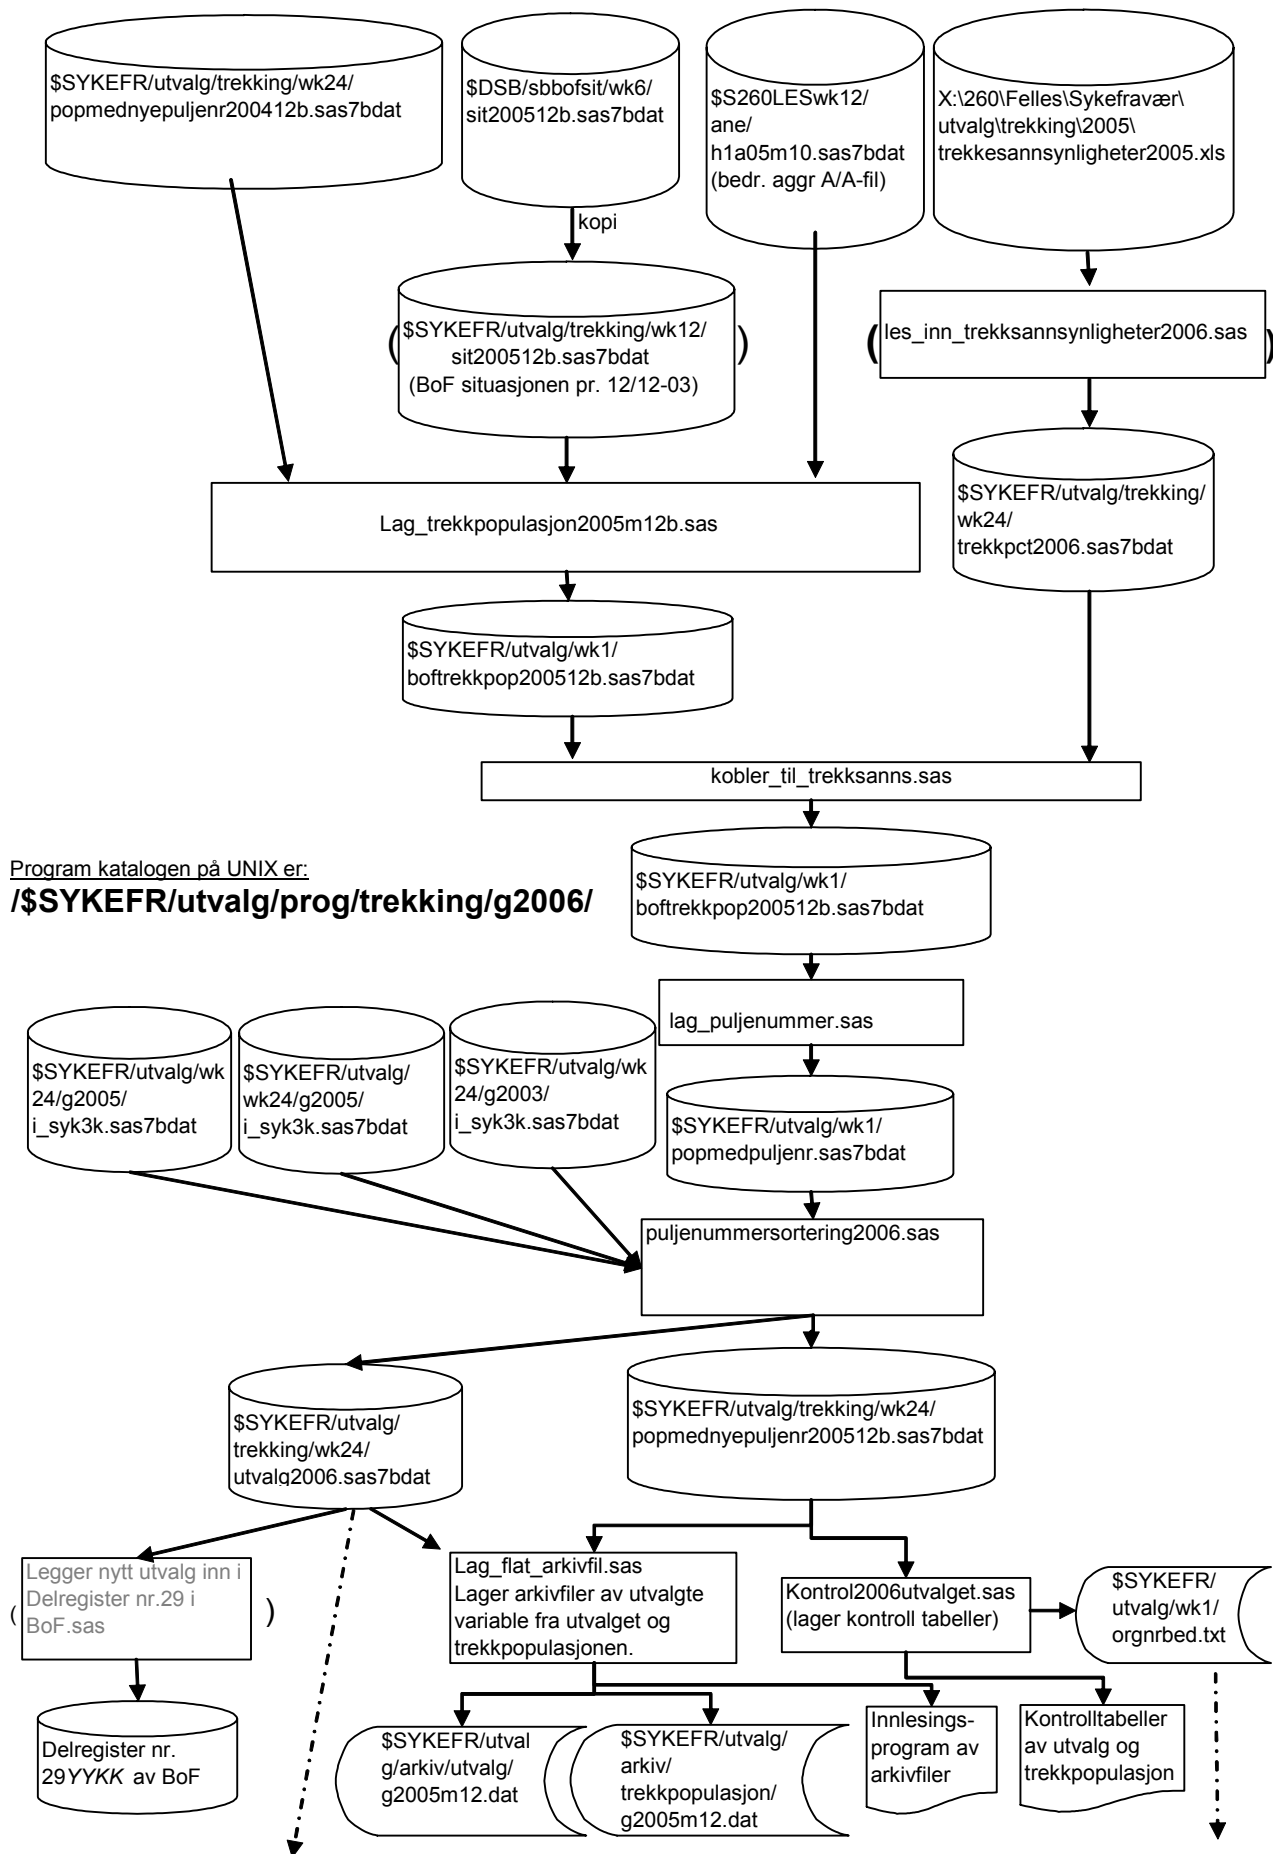 $SYKEFR/utvalg/trekking/wk24/
popmednyepuljenr200412b.sas7bdat
$DSB/sbbofsit/wk6/
sit200512b.sas7bdat
$S260LESwk12/
ane/
h1a05m10.sas7bdat
(bedr. aggr A/A-fil)
X:\260\Felles\Sykefravær\
utvalg\trekking\2005\
trekkesannsynligheter2005.xls
kopi
( $SYKEFR/utvalg/trekking/wk12/ )
sit200512b.sas7bdat
(BoF situasjonen pr. 12/12-03)
( les_inn_trekksannsynligheter2006.sas )
$SYKEFR/utvalg/trekking/
wk24/
trekkpct2006.sas7bdat
Lag_trekkpopulasjon2005m12b.sas
$SYKEFR/utvalg/wk1/
boftrekkpop200512b.sas7bdat
kobler_til_trekksanns.sas
Program katalogen på UNIX er:
/$SYKEFR/utvalg/prog/trekking/g2006/
$SYKEFR/utvalg/wk1/
boftrekkpop200512b.sas7bdat
lag_puljenummer.sas
$SYKEFR/utvalg/wk
24/g2005/
i_syk3k.sas7bdat
$SYKEFR/utvalg/
wk24/g2005/
i_syk3k.sas7bdat
$SYKEFR/utvalg/wk
24/g2003/
i_syk3k.sas7bdat
$SYKEFR/utvalg/wk1/
popmedpuljenr.sas7bdat
puljenummersortering2006.sas
$SYKEFR/utvalg/
trekking/wk24/
utvalg2006.sas7bdat
$SYKEFR/utvalg/trekking/wk24/
popmednyepuljenr200512b.sas7bdat
Legger nytt utvalg inn i
Delregister nr.29 i
( BoF.sas )
Lag_flat_arkivfil.sas
Lager arkivfiler av utvalgte
variable fra utvalget og
trekkpopulasjonen.
Kontrol2006utvalget.sas
(lager kontroll tabeller)
$SYKEFR/
utvalg/wk1/
orgnrbed.txt
Delregister nr.
29YYKK av BoF
$SYKEFR/utval
g/arkiv/utvalg/
g2005m12.dat
$SYKEFR/utvalg/
arkiv/
trekkpopulasjon/
g2005m12.dat
Innlesings-
program av
arkivfiler
Kontrolltabeller
av utvalg og
trekkpopulasjon